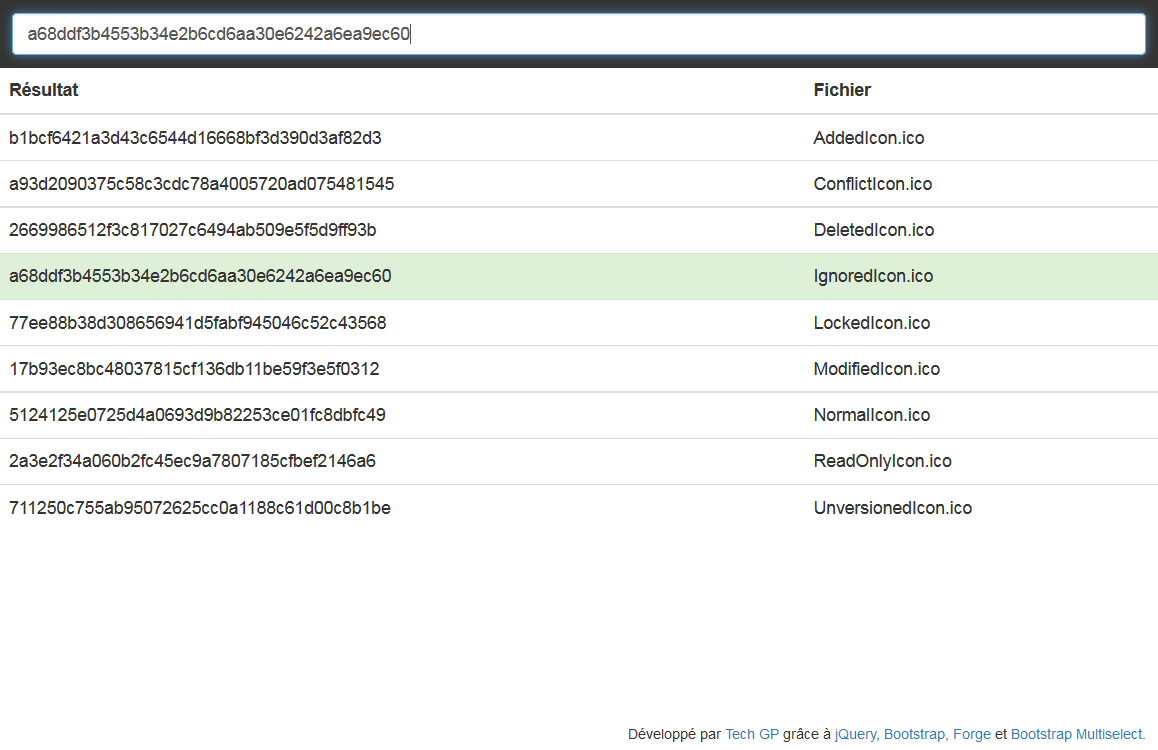 a68ddf3b4553b34e2b6cd6aa30e6242a6ea9ec60
Résultat Fichier
b1bcf6421a3d43c6544d16668bf3d390d3af82d3 AddedIcon.ico
a93d2090375c58c3cdc78a4005720ad075481545 ConflictIcon.ico
2669986512f3c817027c6494ab509e5f5d9ff93b DeletedIcon.ico
a68ddf3b4553b34e2b6cd6aa30e6242a6ea9ec60 IgnoredIcon.ico
77ee88b38d308656941d5fabf945046c52c43568 LockedIcon.ico
17b93ec8bc48037815cf136db11be59f3e5f0312 ModifiedIcon.ico
5124125e0725d4a0693d9b82253ce01fc8dbfc49 NormalIcon.ico
2a3e2f34a060b2fc45ec9a7807185cfbef2146a6 ReadOnlyIcon.ico
711250c755ab95072625cc0a1188c61d00c8b1be UnversionedIcon.ico
Développé par Tech GP grâce à jQuery, Bootstrap, Forge et Bootstrap Multiselect.